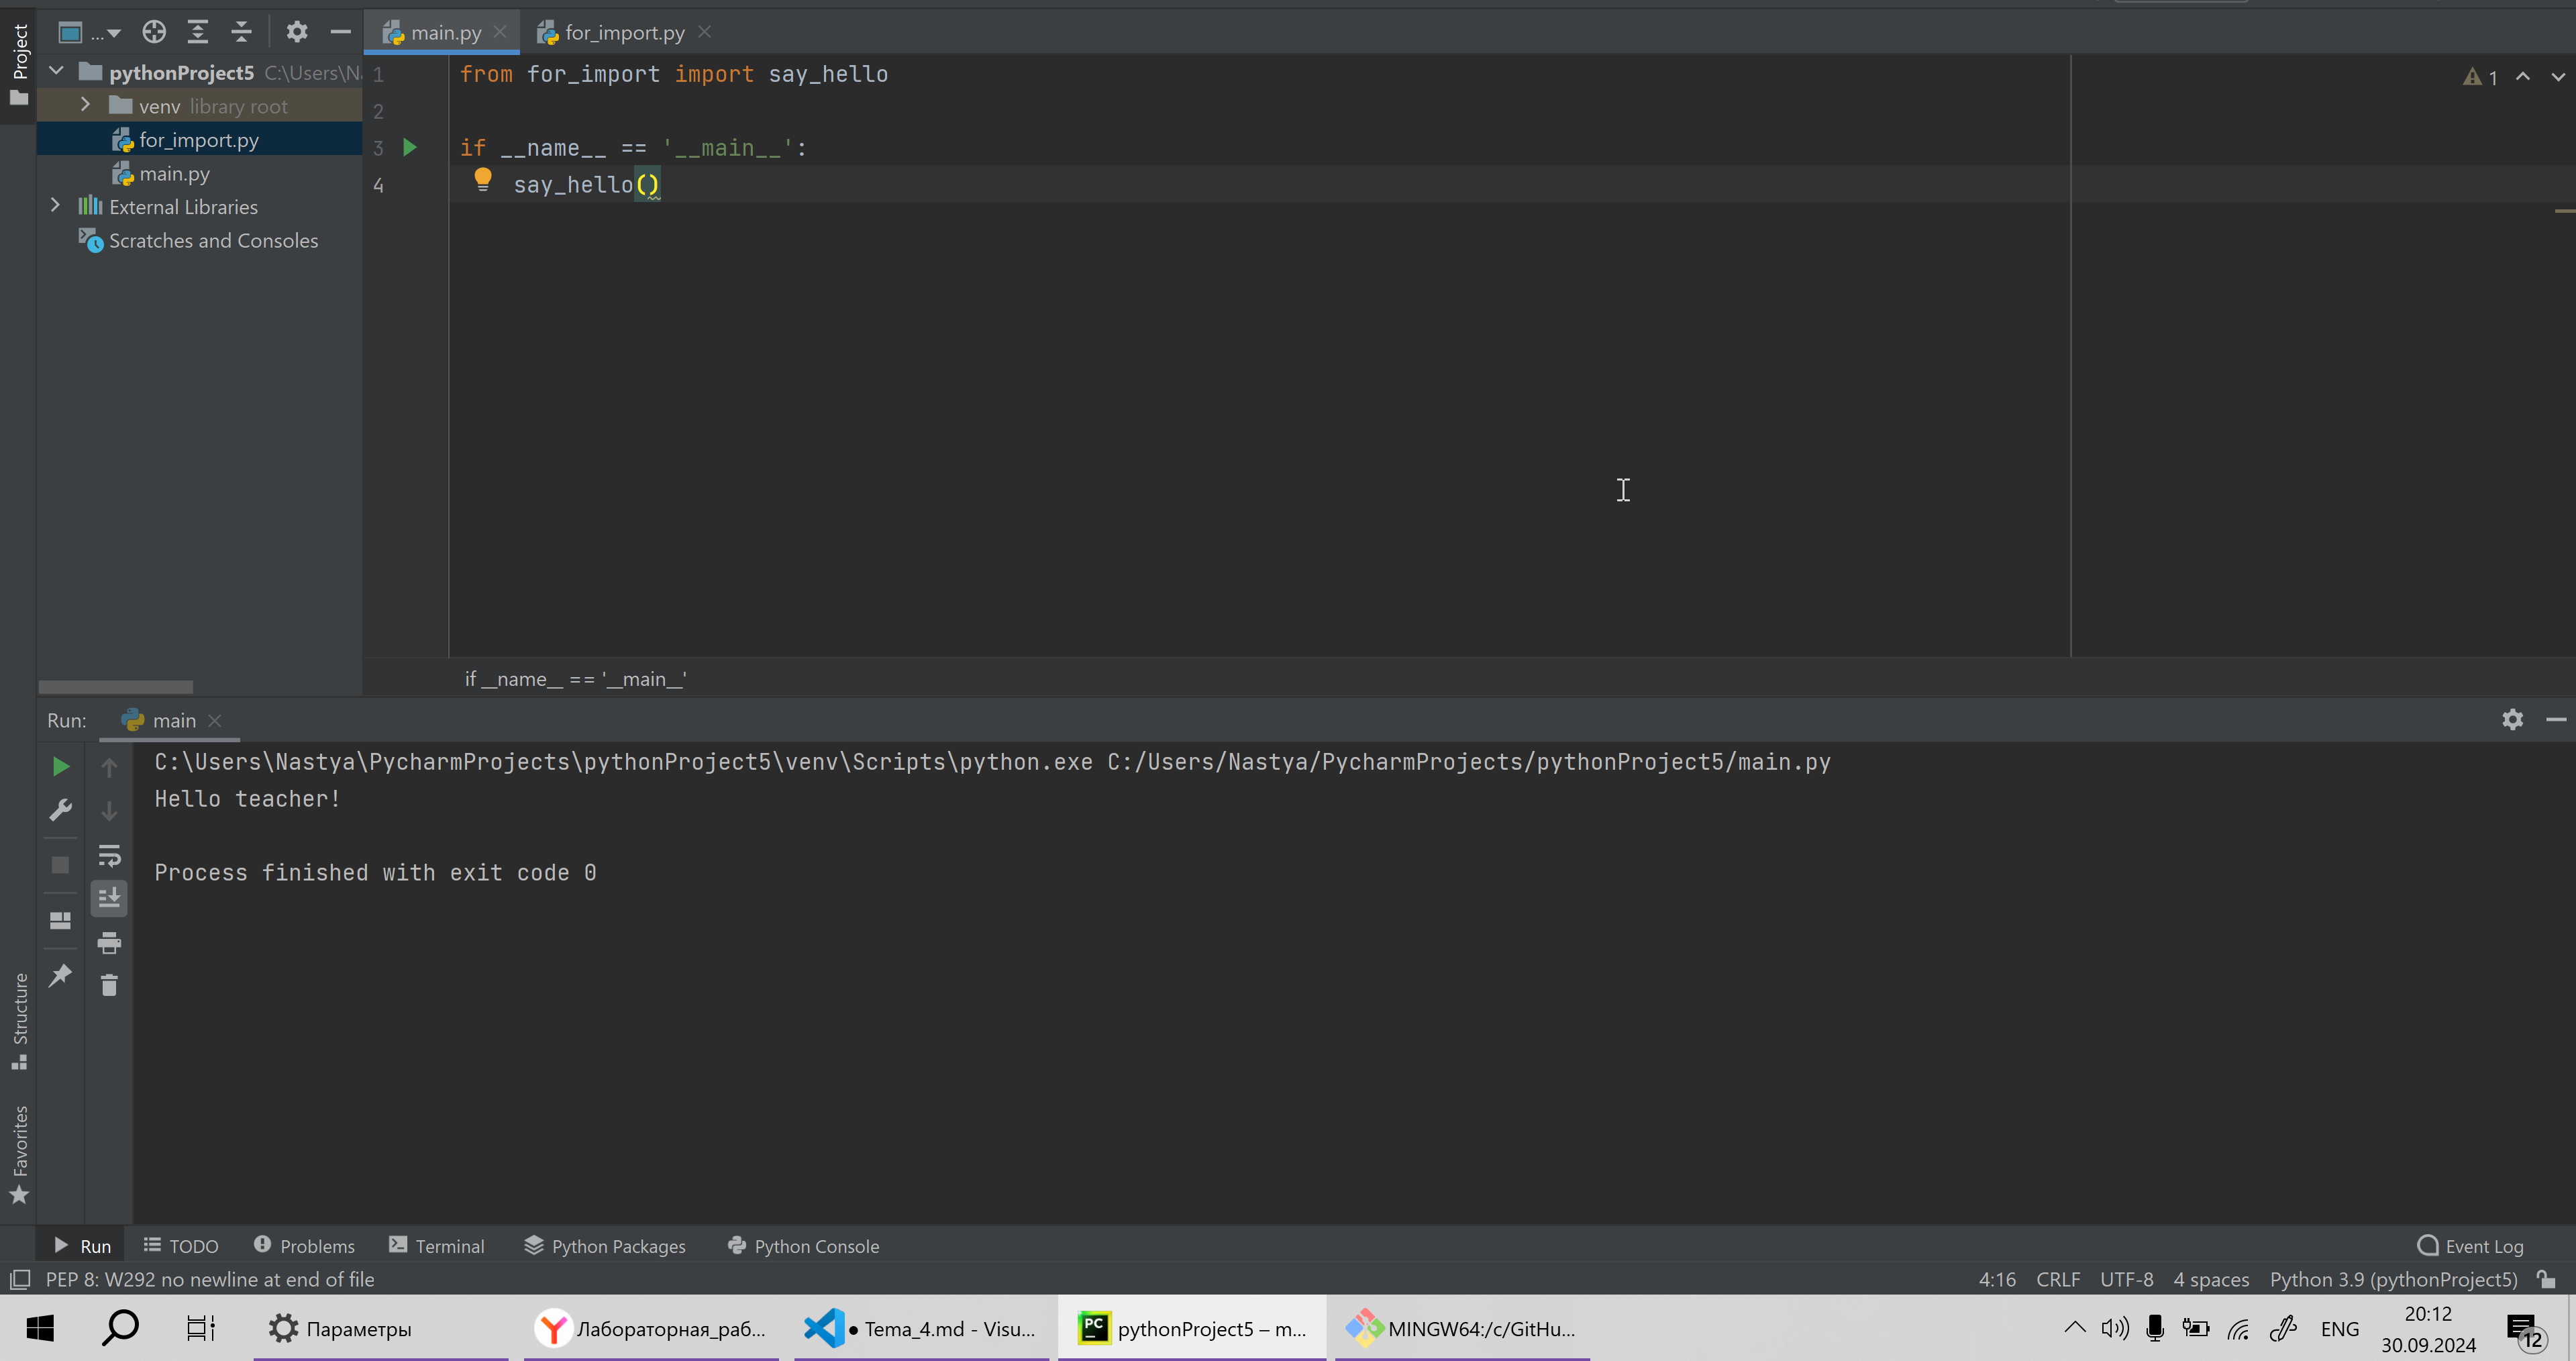 Project
...
main.py
for_import.py
pythonProject5 C:\Users\Na
venv library root
for_import.py
main.py
External Libraries
Scratches and Consoles
1 from for_import import say_hello
2
3 if __name__ == '__main__':
4 say_hello()
1
if __name__ == '__main__'
Run: main
C:\Users\Nastya\PycharmProjects\pythonProject5\venv\Scripts\python.exe C:/Users/Nastya/PycharmProjects/pythonProject5/main.py
Hello teacher!
Process finished with exit code 0
Structure
Favorites
Run TODO Problems Terminal Python Packages Python Console Event Log
PEP 8: W292 no newline at end of file 4:16 CRLF UTF-8 4 spaces Python 3.9 (pythonProject5)
Параметры
Y Лабораторная_раб...
● Tema_4.md - Visu...
PC pythonProject5 – m...
MINGW64:/c/GitHu...
ENG
20:12
30.09.2024
12